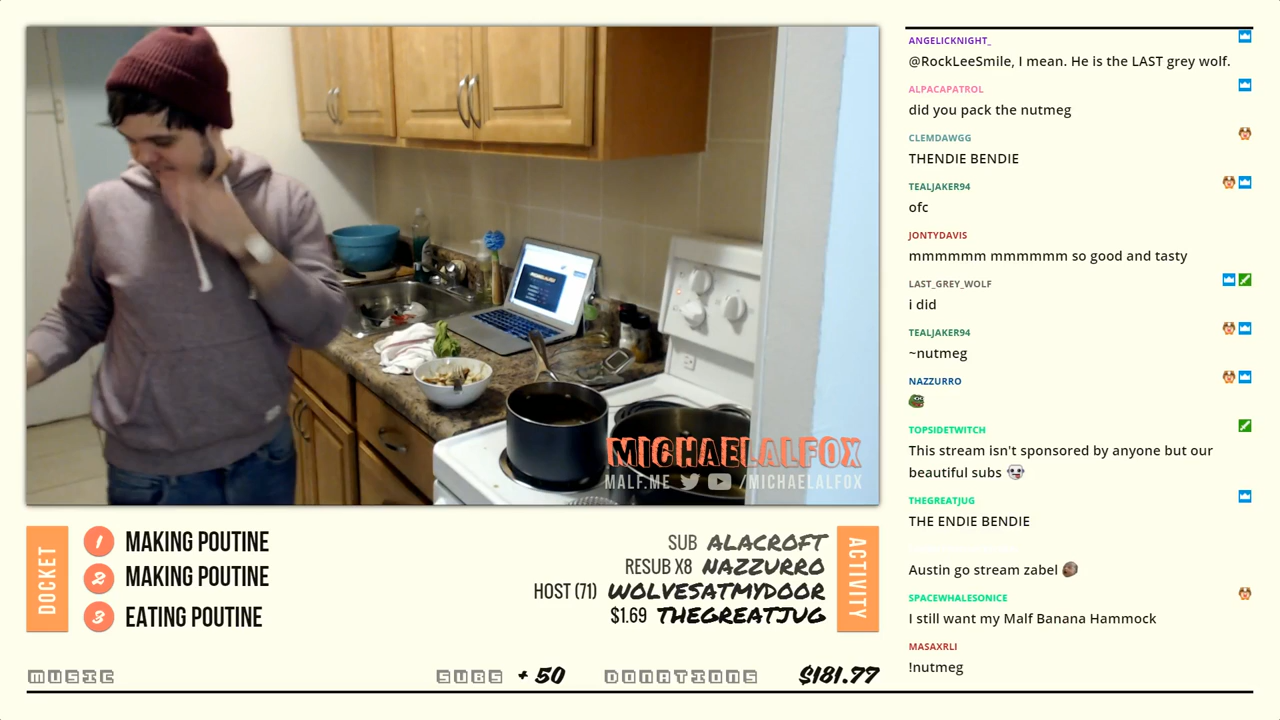 MICHAELALFOX
MALF.ME /MICHAELALFOX
DOCKET
1 MAKING POUTINE
2 MAKING POUTINE
3 EATING POUTINE
SUB ALACROFT
RESUB X8 NAZZURRO
HOST (71) WOLVESATMYDOOR
$1.69 THEGREATJUG
ACTIVITY
MUSIC
SUBS + 50
DONATIONS $181.77
ANGELICKNIGHT_
@RockLeeSmile, I mean. He is the LAST grey wolf.
ALPACAPATROL
did you pack the nutmeg
CLEMDAWGG
THENDIE BENDIE
TEALJAKER94
ofc
JONTYDAVIS
mmmmmm mmmmmm so good and tasty
LAST_GREY_WOLF
i did
TEALJAKER94
~nutmeg
NAZZURRO
TOPSIDETWITCH
This stream isn't sponsored by anyone but our
beautiful subs
THEGREATJUG
THE ENDIE BENDIE
Austin go stream zabel
SPACEWHALESONICE
I still want my Malf Banana Hammock
MASAXRLI
!nutmeg